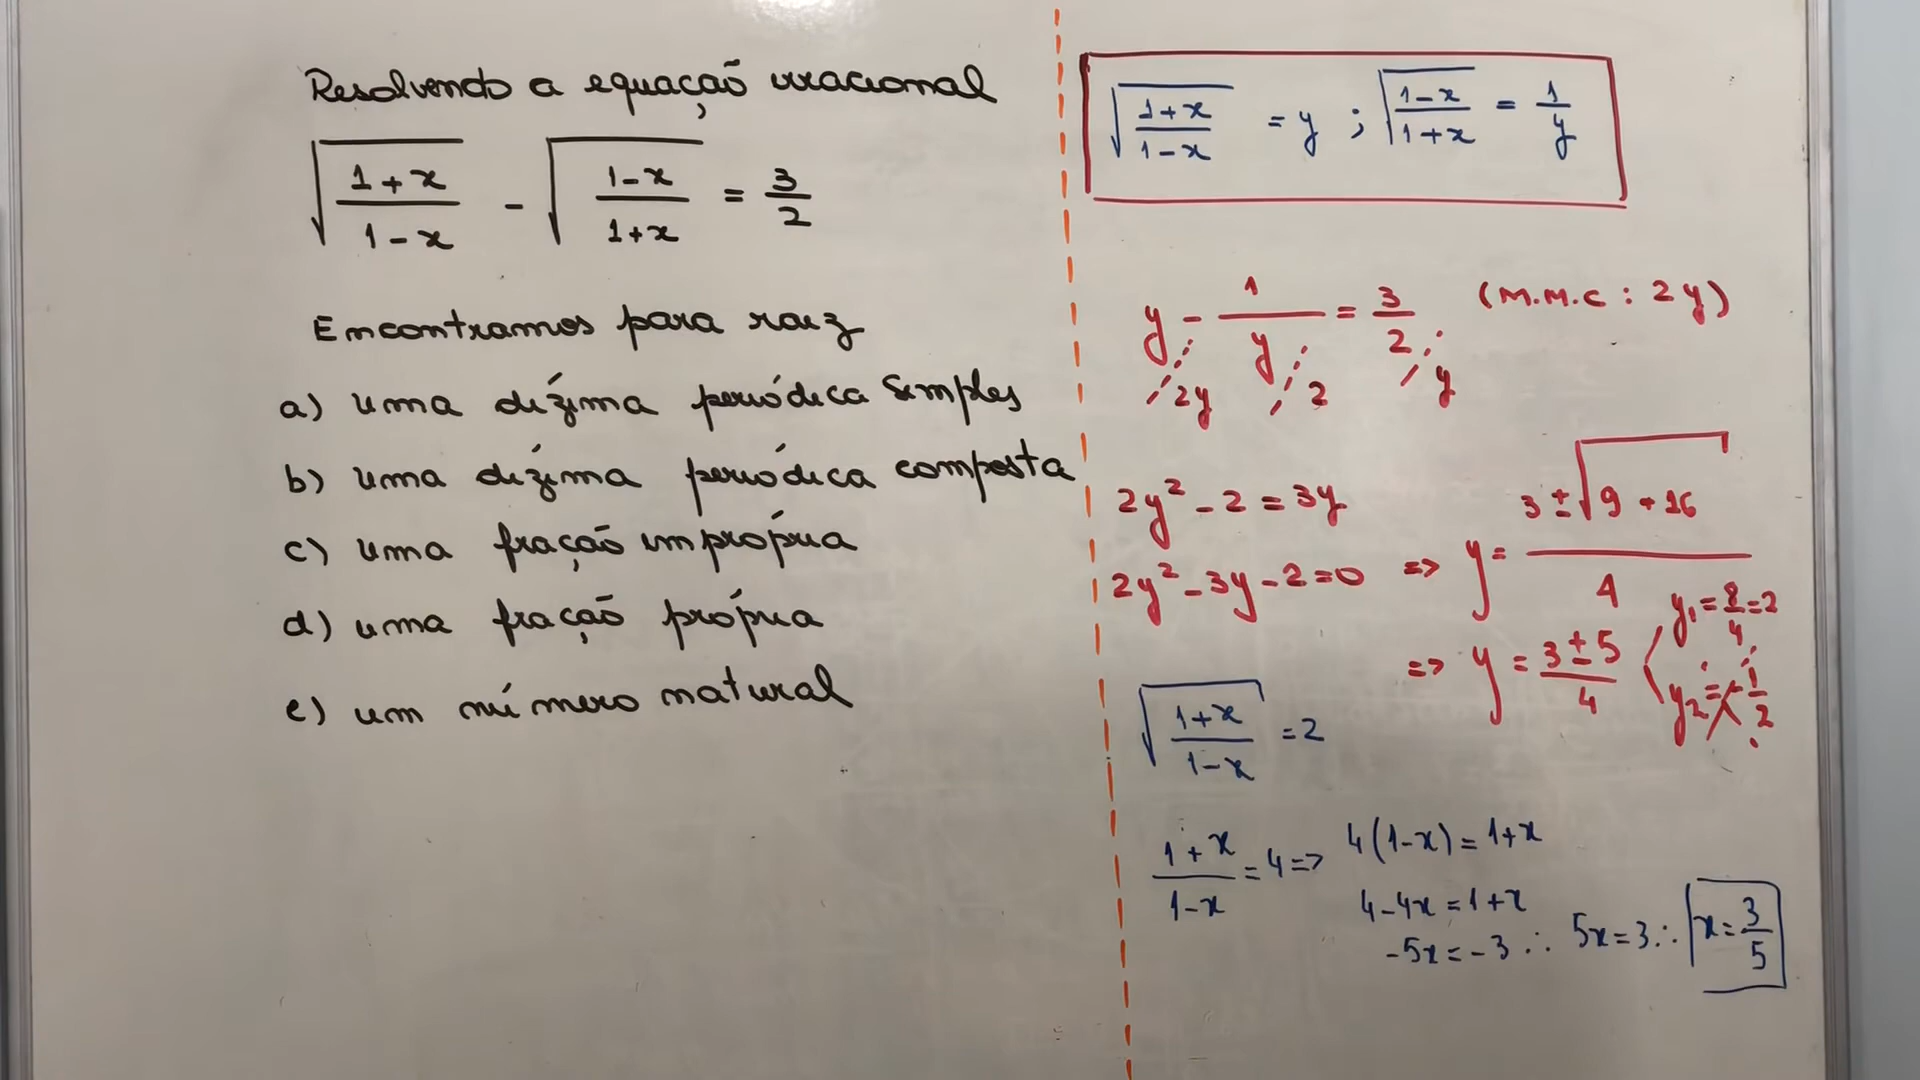 Resolvendo a equação irracional
√((1+x)/(1-x)) - √((1-x)/(1+x)) = 3/2
Encontramos para raiz
a) uma dízima periódica simples
b) uma dízima periódica composta
c) uma fração imprópria
d) uma fração própria
e) um número natural
√((1+x)/(1-x)) = y ; √((1-x)/(1+x)) = 1/y
y - 1/y = 3/2 (M.M.C : 2y)
2y 2 y
2y² - 2 = 3y
2y² - 3y - 2 = 0 => y = (3 ± √(9 + 16))/4
=> y = (3 ± 5)/4
y₁ = 8/4 = 2
y₂ = -1/2
√((1+x)/(1-x)) = 2
(1+x)/(1-x) = 4 => 4(1-x) = 1+x
4-4x = 1+x
-5x = -3 ∴ 5x = 3 ∴ x = 3/5